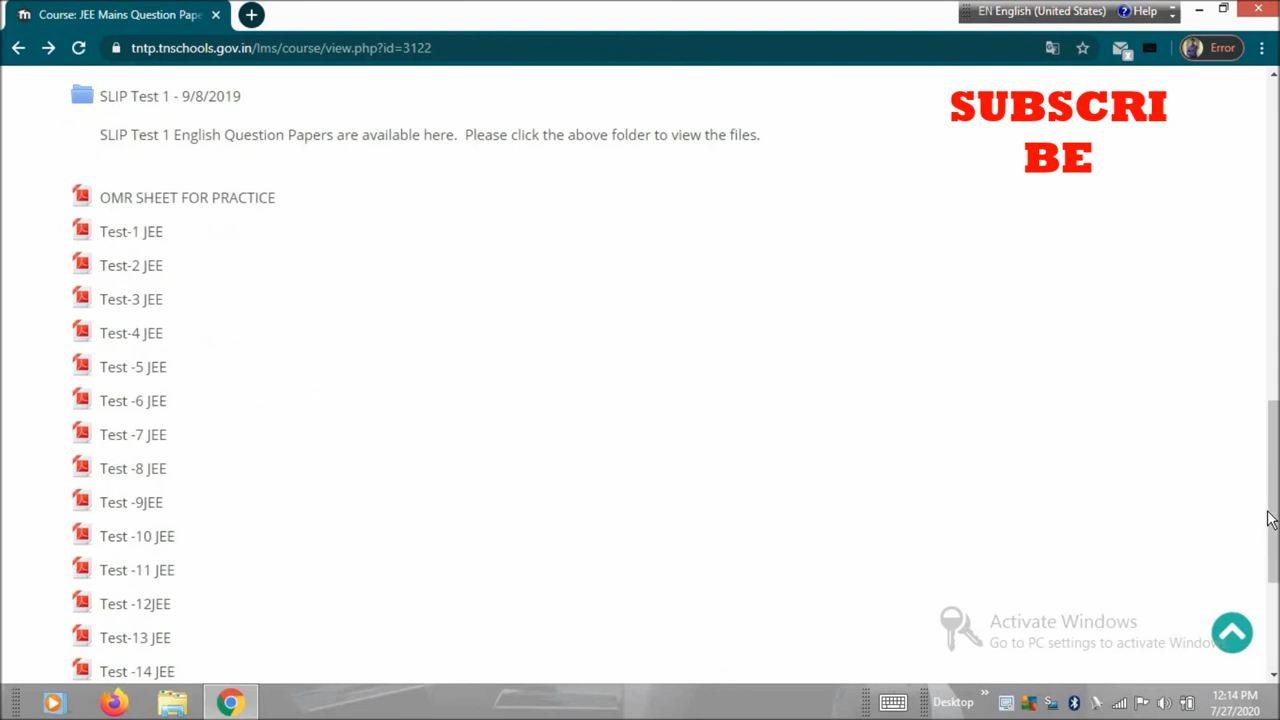 Course: JEE Mains Question Pape
EN English (United States) Help
tntp.tnschools.gov.in/lms/course/view.php?id=3122
Error
SLIP Test 1 - 9/8/2019
SLIP Test 1 English Question Papers are available here. Please click the above folder to view the files.
SUBSCRI
BE
OMR SHEET FOR PRACTICE
Test-1 JEE
Test-2 JEE
Test-3 JEE
Test-4 JEE
Test -5 JEE
Test -6 JEE
Test -7 JEE
Test -8 JEE
Test -9JEE
Test -10 JEE
Test -11 JEE
Test -12JEE
Test-13 JEE
Test -14 JEE
Activate Windows
Go to PC settings to activate Windows
Desktop
12:14 PM
7/27/2020